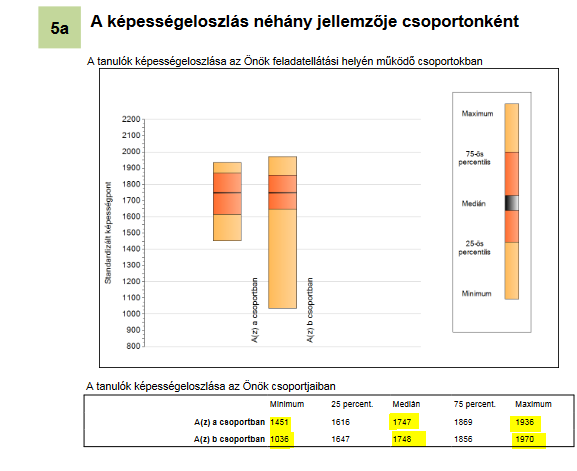 5a
A képességeloszlás néhány jellemzője csoportonként
A tanulók képességeloszlása az Önök feladatellátási helyén működő csoportokban
Standardizált képességpont
2200
2100
2000
1900
1800
1700
1600
1500
1400
1300
1200
1100
1000
900
800
A(z) a csoportban
A(z) b csoportban
Maximum
75-ös
percentilis
Medián
25-ös
percentilis
Minimum
A tanulók képességeloszlása az Önök csoportjaiban
Minimum 25 percent. Medián 75 percent. Maximum
A(z) a csoportban 1451 1616 1747 1869 1936
A(z) b csoportban 1036 1647 1748 1856 1970